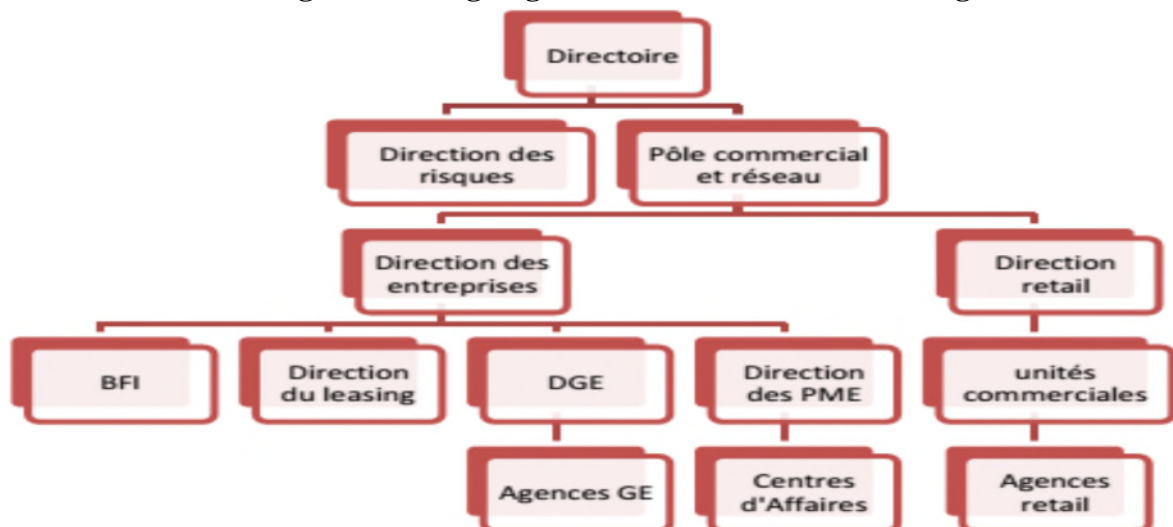 Directoire
Direction des
risques
Pôle commercial
et réseau
Direction des
entreprises
Direction
retail
BFI
Direction
du leasing
DGE
Direction
des PME
unités
commerciales
Agences GE
Centres
d'Affaires
Agences
retail